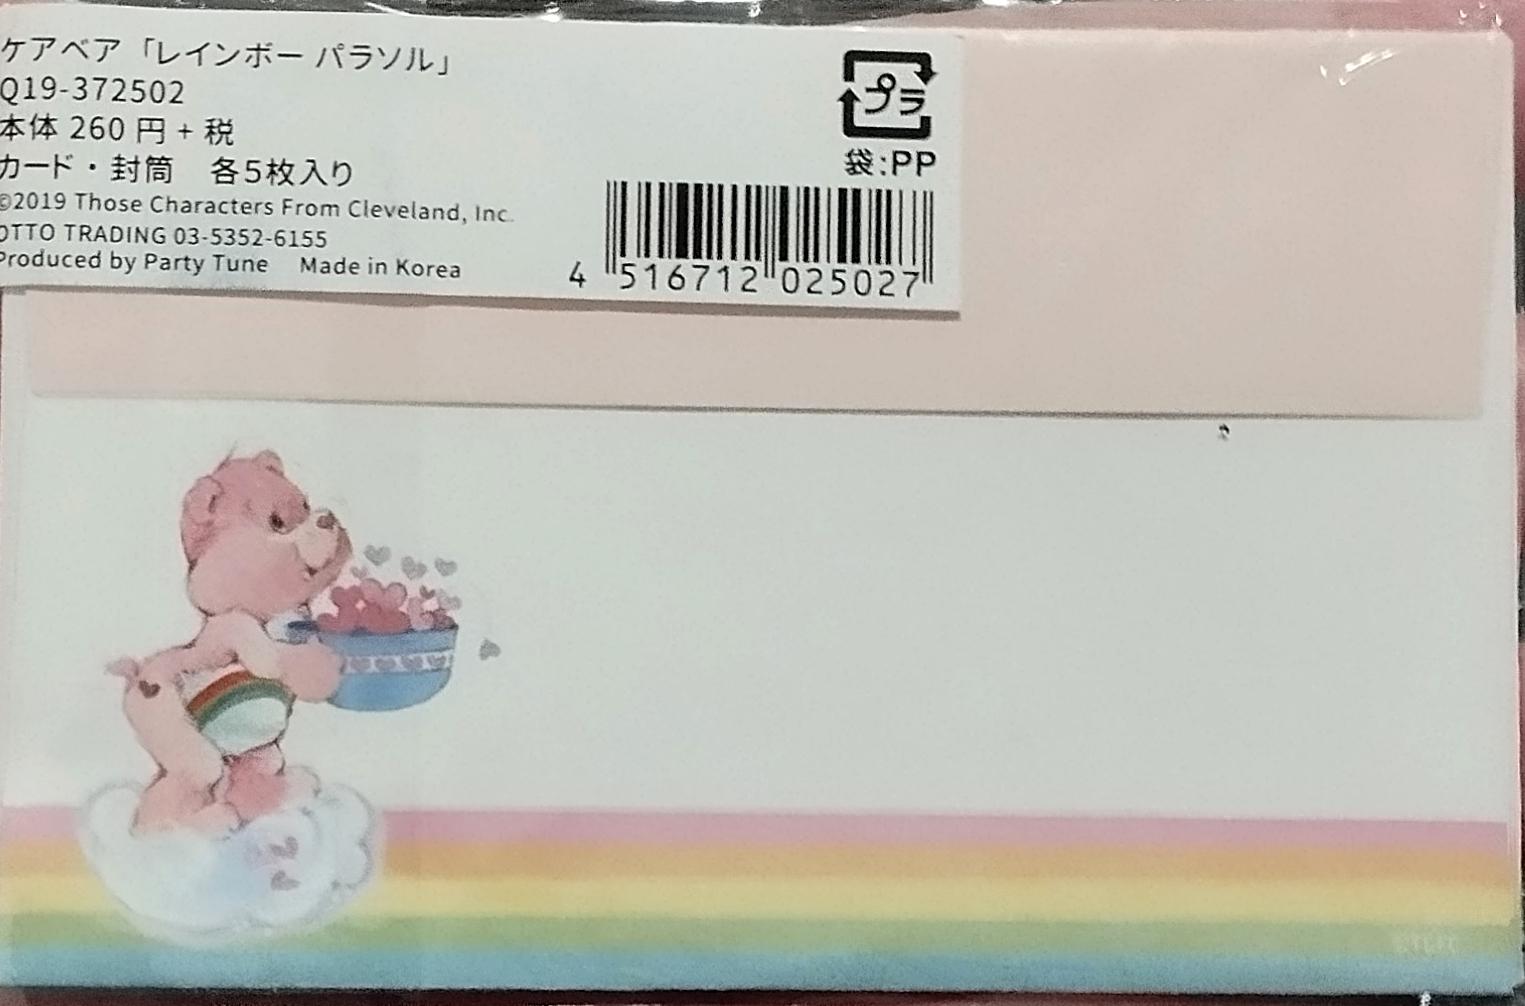 ケアベア「レインボー パラソル」
Q19-372502
本体 260 円 + 税
カード・封筒 各5枚入り
©2019 Those Characters From Cleveland, Inc.
OTTO TRADING 03-5352-6155
Produced by Party Tune Made in Korea
プラ
袋:PP
4 516712 025027